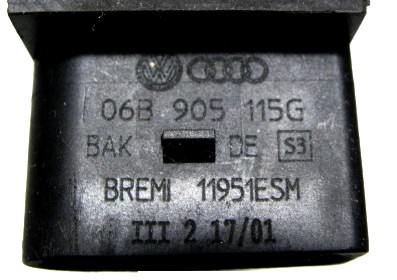 06B 905 115G
BAK DE S3
BREMI 11951ESM
III 2 17/01